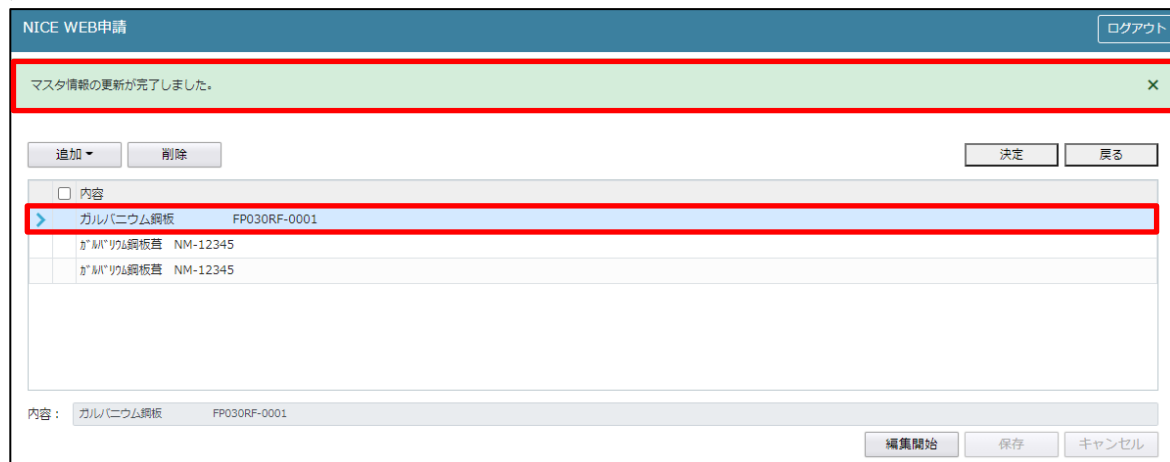 NICE WEB申請 ログアウト
マスタ情報の更新が完了しました。 ×
追加 削除 決定 戻る
内容
ガルバニウム鋼板 FP030RF-0001
ｶﾞﾙﾊﾞﾘｳﾑ鋼板葺 NM-12345
ｶﾞﾙﾊﾞﾘｳﾑ鋼板葺 NM-12345
内容： ガルバニウム鋼板 FP030RF-0001
編集開始 保存 キャンセル